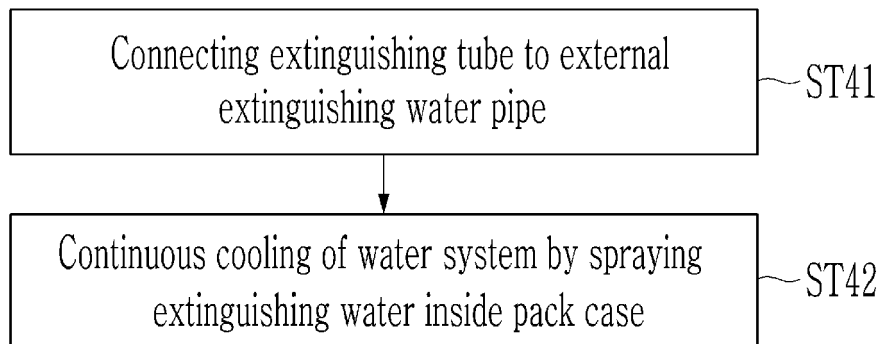 Connecting extinguishing tube to external
extinguishing water pipe
ST41
Continuous cooling of water system by spraying
extinguishing water inside pack case
ST42